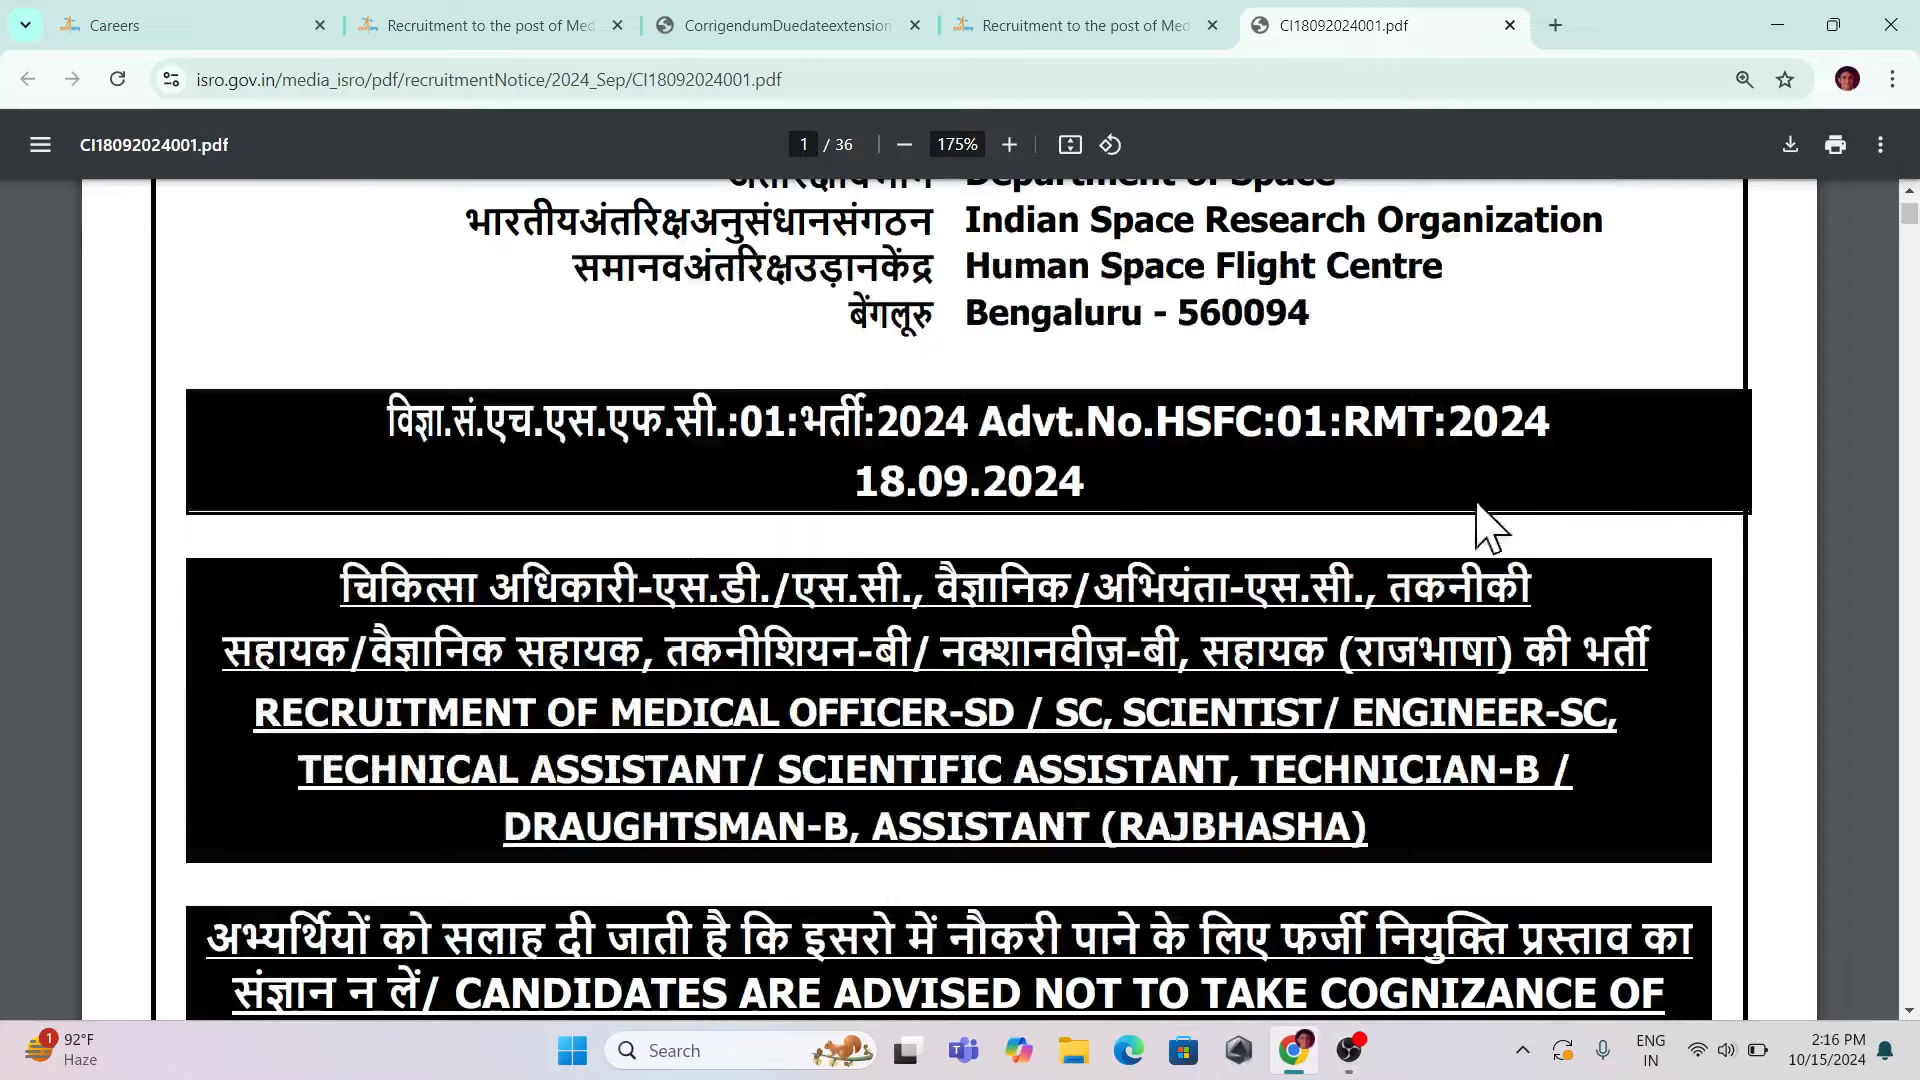 Careers
Recruitment to the post of Med
CorrigendumDuedateextension
Recruitment to the post of Med
CI18092024001.pdf
isro.gov.in/media_isro/pdf/recruitmentNotice/2024_Sep/CI18092024001.pdf
CI18092024001.pdf
1 / 36
175%
Department of Space
भारतीयअंतरिक्षअनुसंधानसंगठन Indian Space Research Organization
समानवअंतरिक्षउड़ानकेंद्र Human Space Flight Centre
बेंगलूरु Bengaluru - 560094
विज्ञा.सं.एच.एस.एफ.सी.:01:भर्ती:2024 Advt.No.HSFC:01:RMT:2024
18.09.2024
चिकित्सा अधिकारी-एस.डी./एस.सी., वैज्ञानिक/अभियंता-एस.सी., तकनीकी
सहायक/वैज्ञानिक सहायक, तकनीशियन-बी/ नक्शानवीज़-बी, सहायक (राजभाषा) की भर्ती
RECRUITMENT OF MEDICAL OFFICER-SD / SC, SCIENTIST/ ENGINEER-SC,
TECHNICAL ASSISTANT/ SCIENTIFIC ASSISTANT, TECHNICIAN-B /
DRAUGHTSMAN-B, ASSISTANT (RAJBHASHA)
अभ्यर्थियों को सलाह दी जाती है कि इसरो में नौकरी पाने के लिए फर्जी नियुक्ति प्रस्ताव का
संज्ञान न लें/ CANDIDATES ARE ADVISED NOT TO TAKE COGNIZANCE OF
1
92°F
Haze
Search
ENG
IN
2:16 PM
10/15/2024